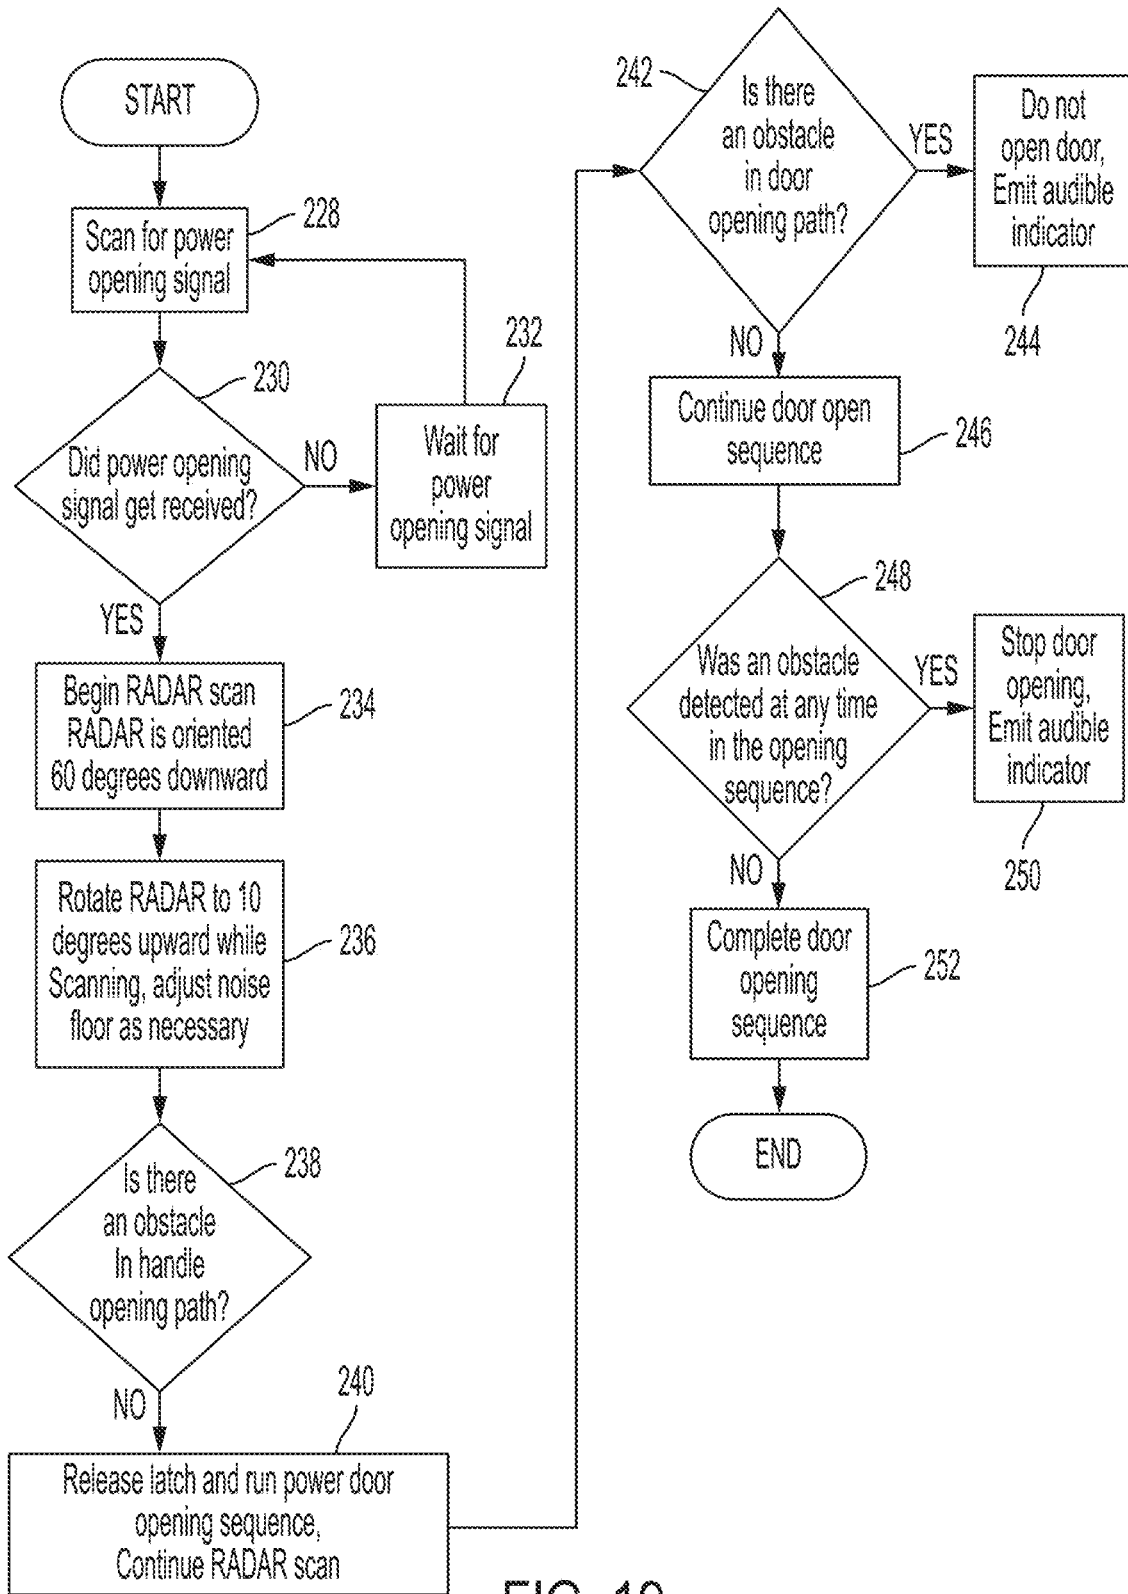 START
228
Scan for power
opening signal
230
Did power opening
signal get received?
NO
232
Wait for
power
opening signal
YES
Begin RADAR scan
RADAR is oriented
60 degrees downward
234
Rotate RADAR to 10
degrees upward while
Scanning, adjust noise
floor as necessary
236
Is there
an obstacle
In handle
opening path?
238
NO
240
Release latch and run power door
opening sequence,
Continue RADAR scan
242
Is there
an obstacle
in door
opening path?
YES
Do not
open door,
Emit audible
indicator
244
NO
Continue door open
sequence
246
248
Was an obstacle
detected at any time
in the opening
sequence?
YES
Stop door
opening,
Emit audible
indicator
250
NO
Complete door
opening
sequence
252
END